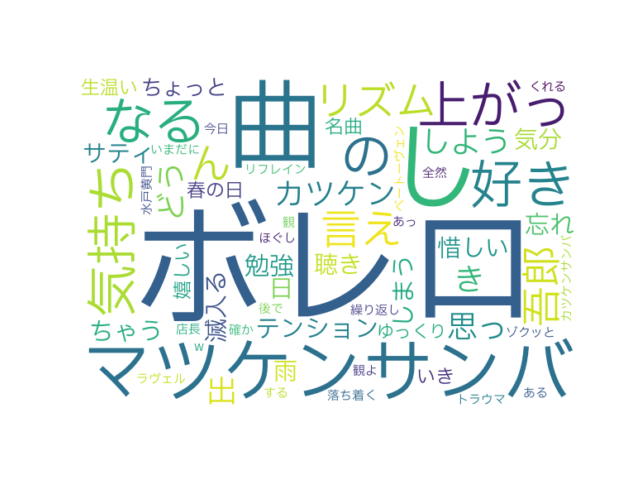 生温い
ちょっと
なる
曲
リズム
上がっ
くれる
今日
名曲
の
し
しよう
気分
サティ
いまだに
ん
リフレイン
ベートーヴェン
全然
好き
気持ち
水戸黄門
どう
春の日
カツケン
あっ
忘れ
ボレロ
観
言え
惜しい
吾郎
カツケンサンバ
嬉しい
ほぐし
勉強
聴き
しまう
き
滅入る
日
後で
繰り返し
ちゃう
店長
確か
テンション
ゆっくり
思っ
ゾクッと
w
マツケンサンバ
ラヴェル
圧
雨
観よ
いき
する
落ち着く
トラウマ
ある